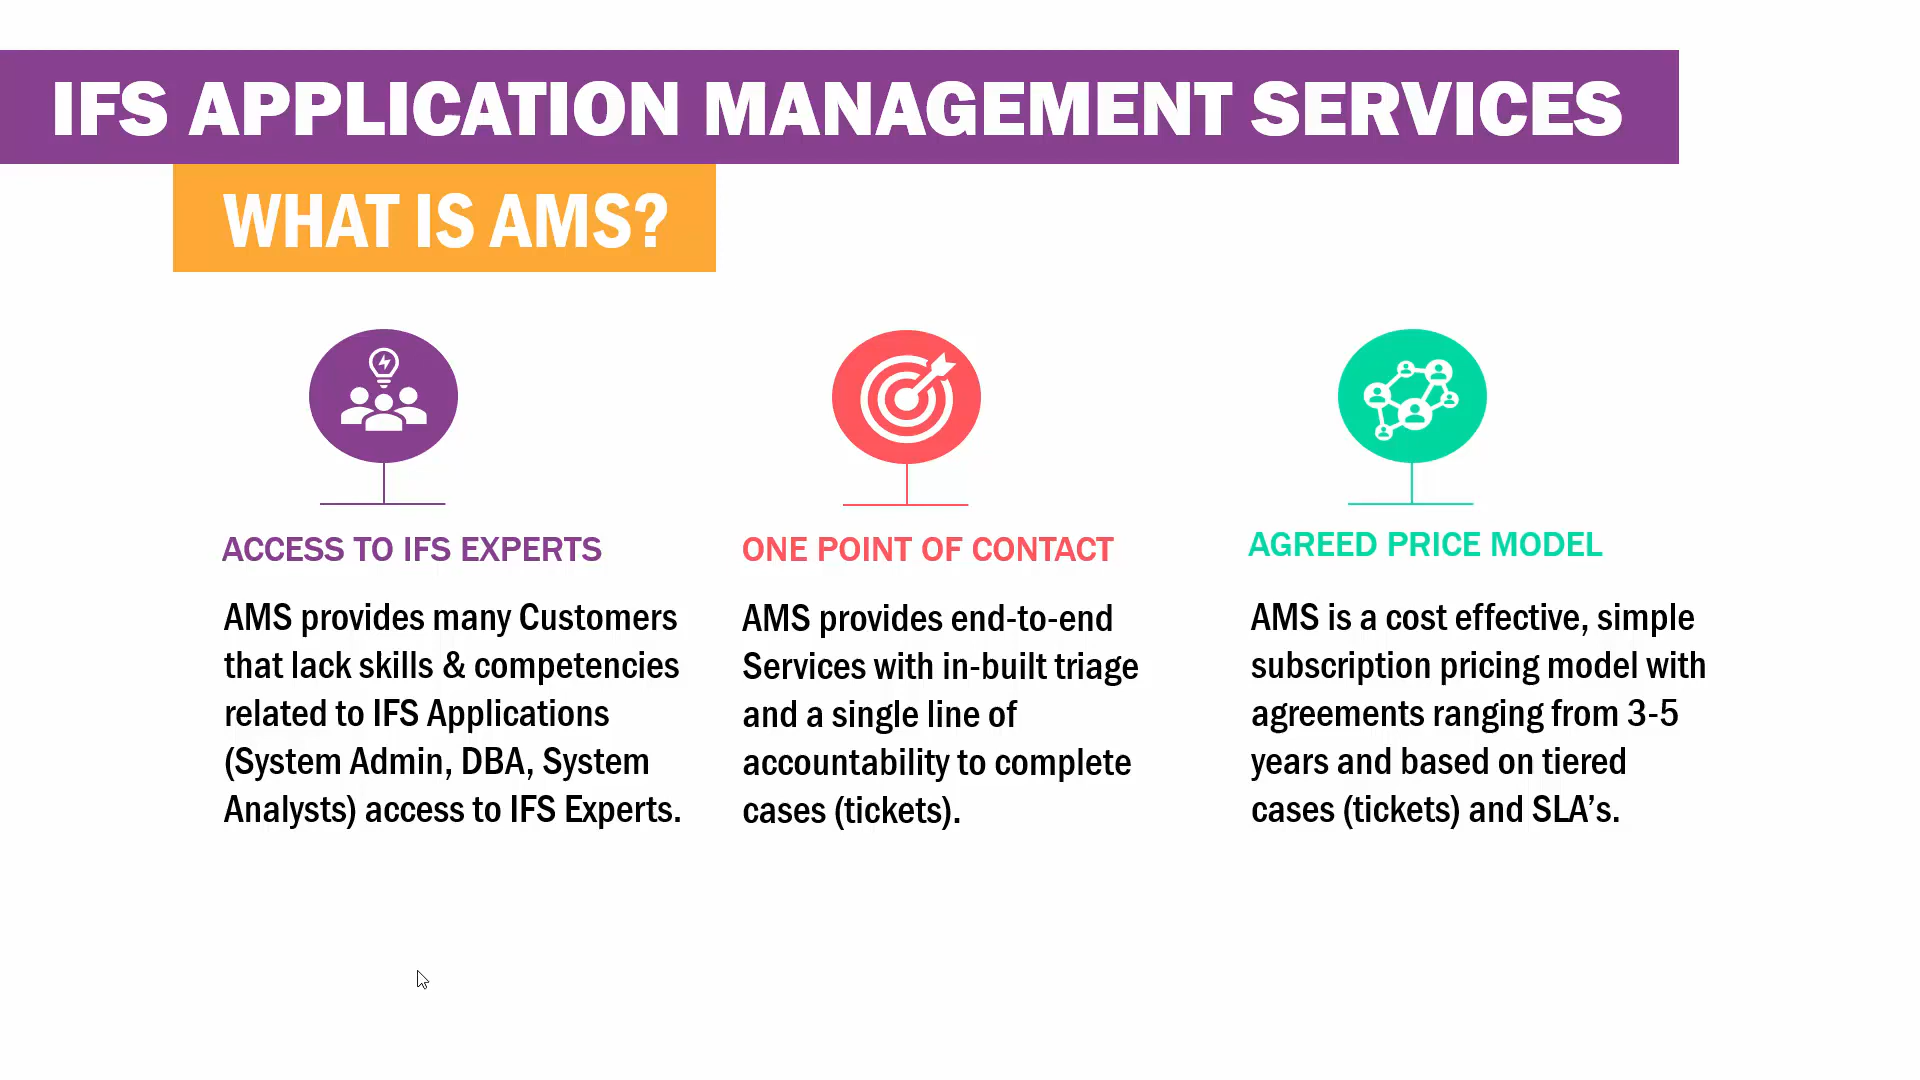 IFS APPLICATION MANAGEMENT SERVICES
WHAT IS AMS?
ACCESS TO IFS EXPERTS
AMS provides many Customers
that lack skills & competencies
related to IFS Applications
(System Admin, DBA, System
Analysts) access to IFS Experts.
ONE POINT OF CONTACT
AMS provides end-to-end
Services with in-built triage
and a single line of
accountability to complete
cases (tickets).
AGREED PRICE MODEL
AMS is a cost effective, simple
subscription pricing model with
agreements ranging from 3-5
years and based on tiered
cases (tickets) and SLA’s.